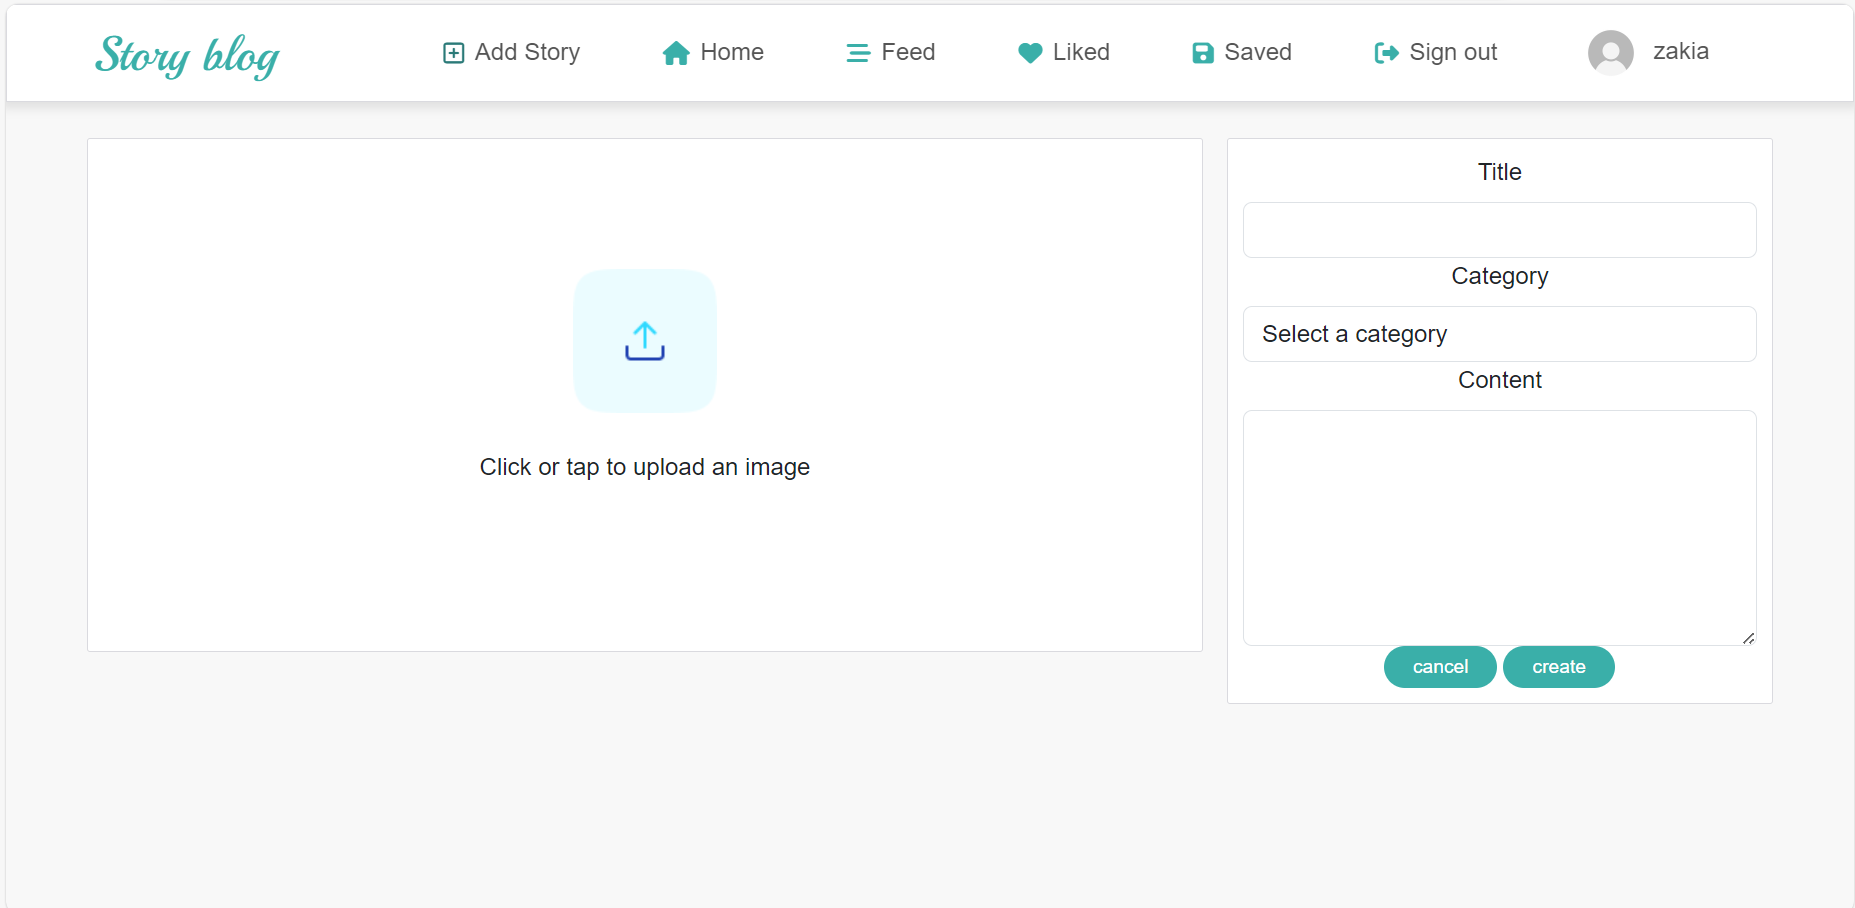 Story blog
Add Story Home Feed Liked Saved Sign out zakia
Click or tap to upload an image
Title
Category
Select a category
Content
cancel create